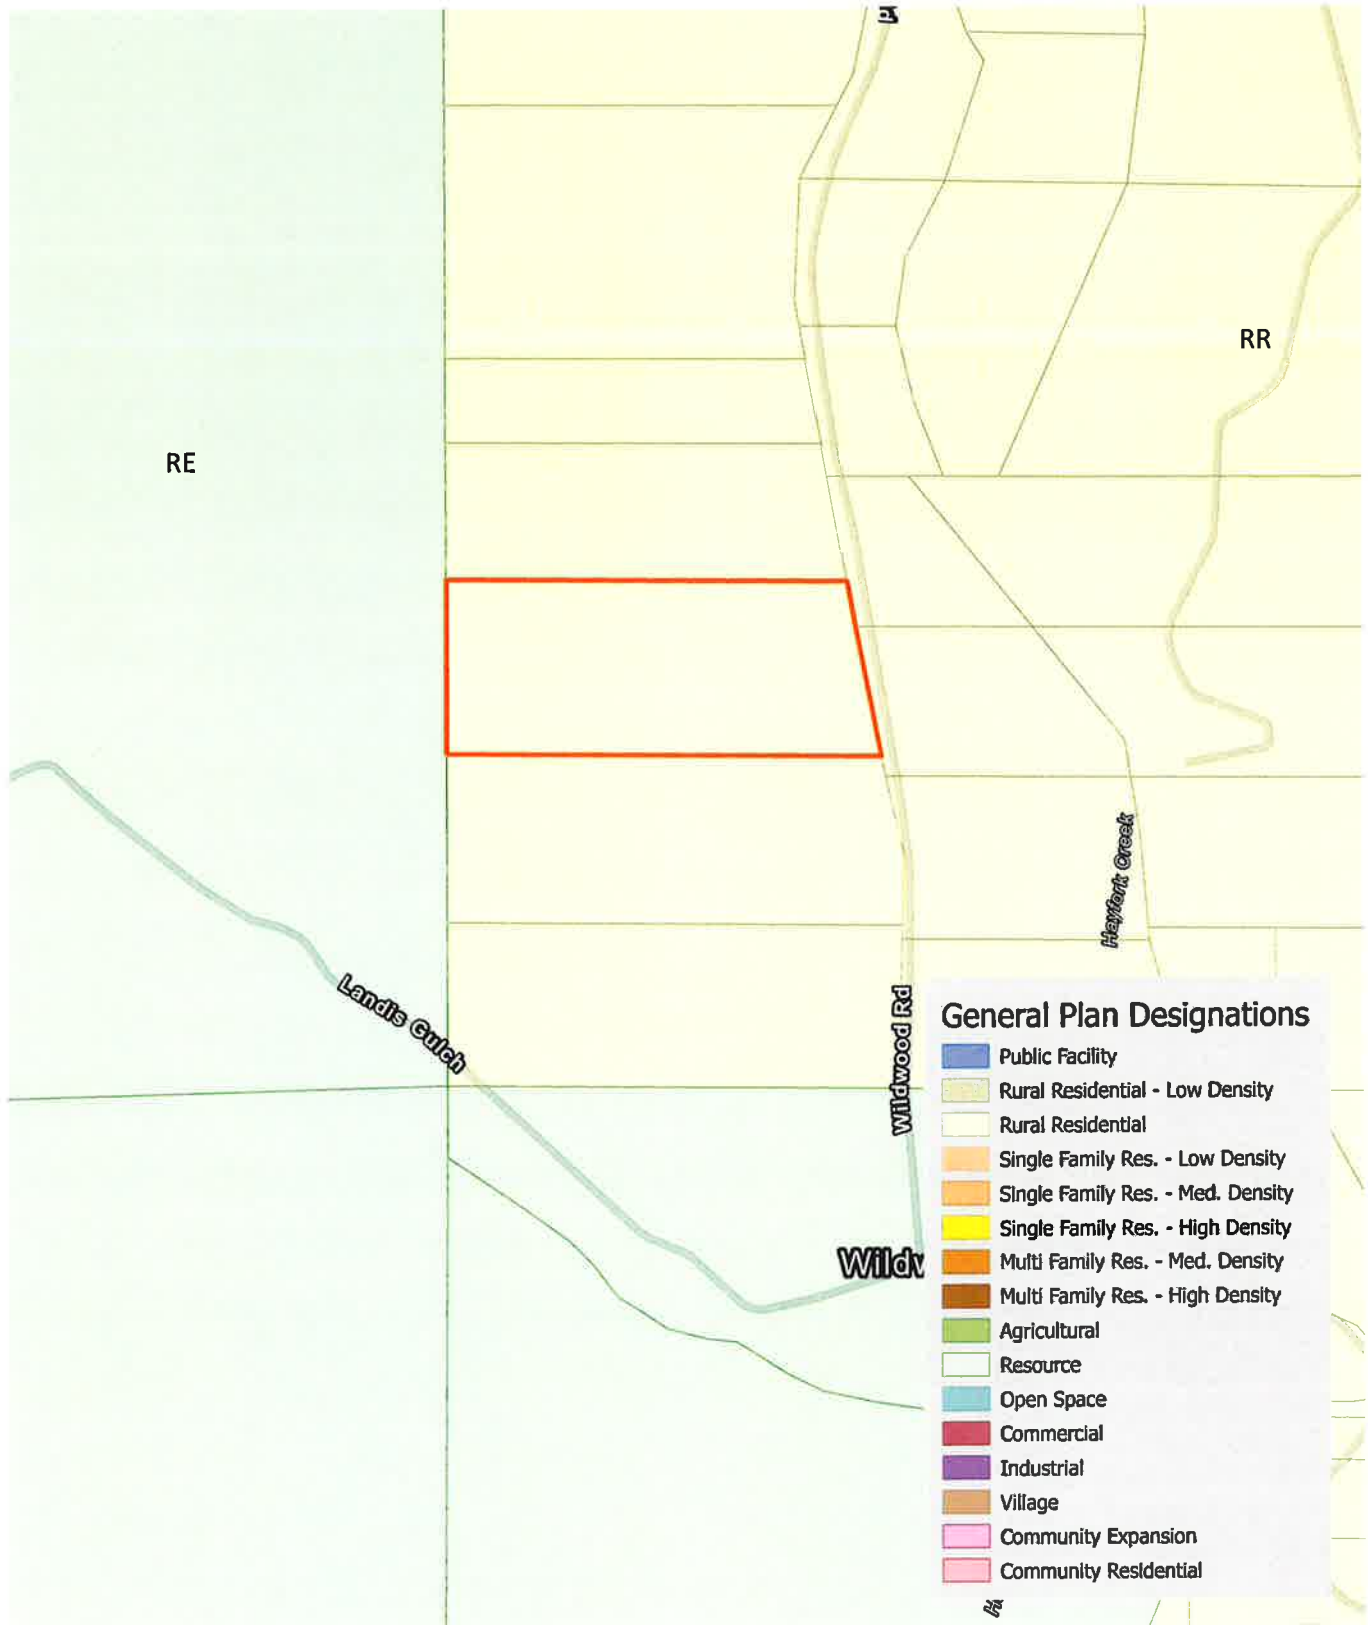 RR
RE
Hayfork Creek
Landis Gulch
Wildwood Rd
Wildw
General Plan Designations
Public Facility
Rural Residential - Low Density
Rural Residential
Single Family Res. - Low Density
Single Family Res. - Med. Density
Single Family Res. - High Density
Multi Family Res. - Med. Density
Multi Family Res. - High Density
Agricultural
Resource
Open Space
Commercial
Industrial
Village
Community Expansion
Community Residential